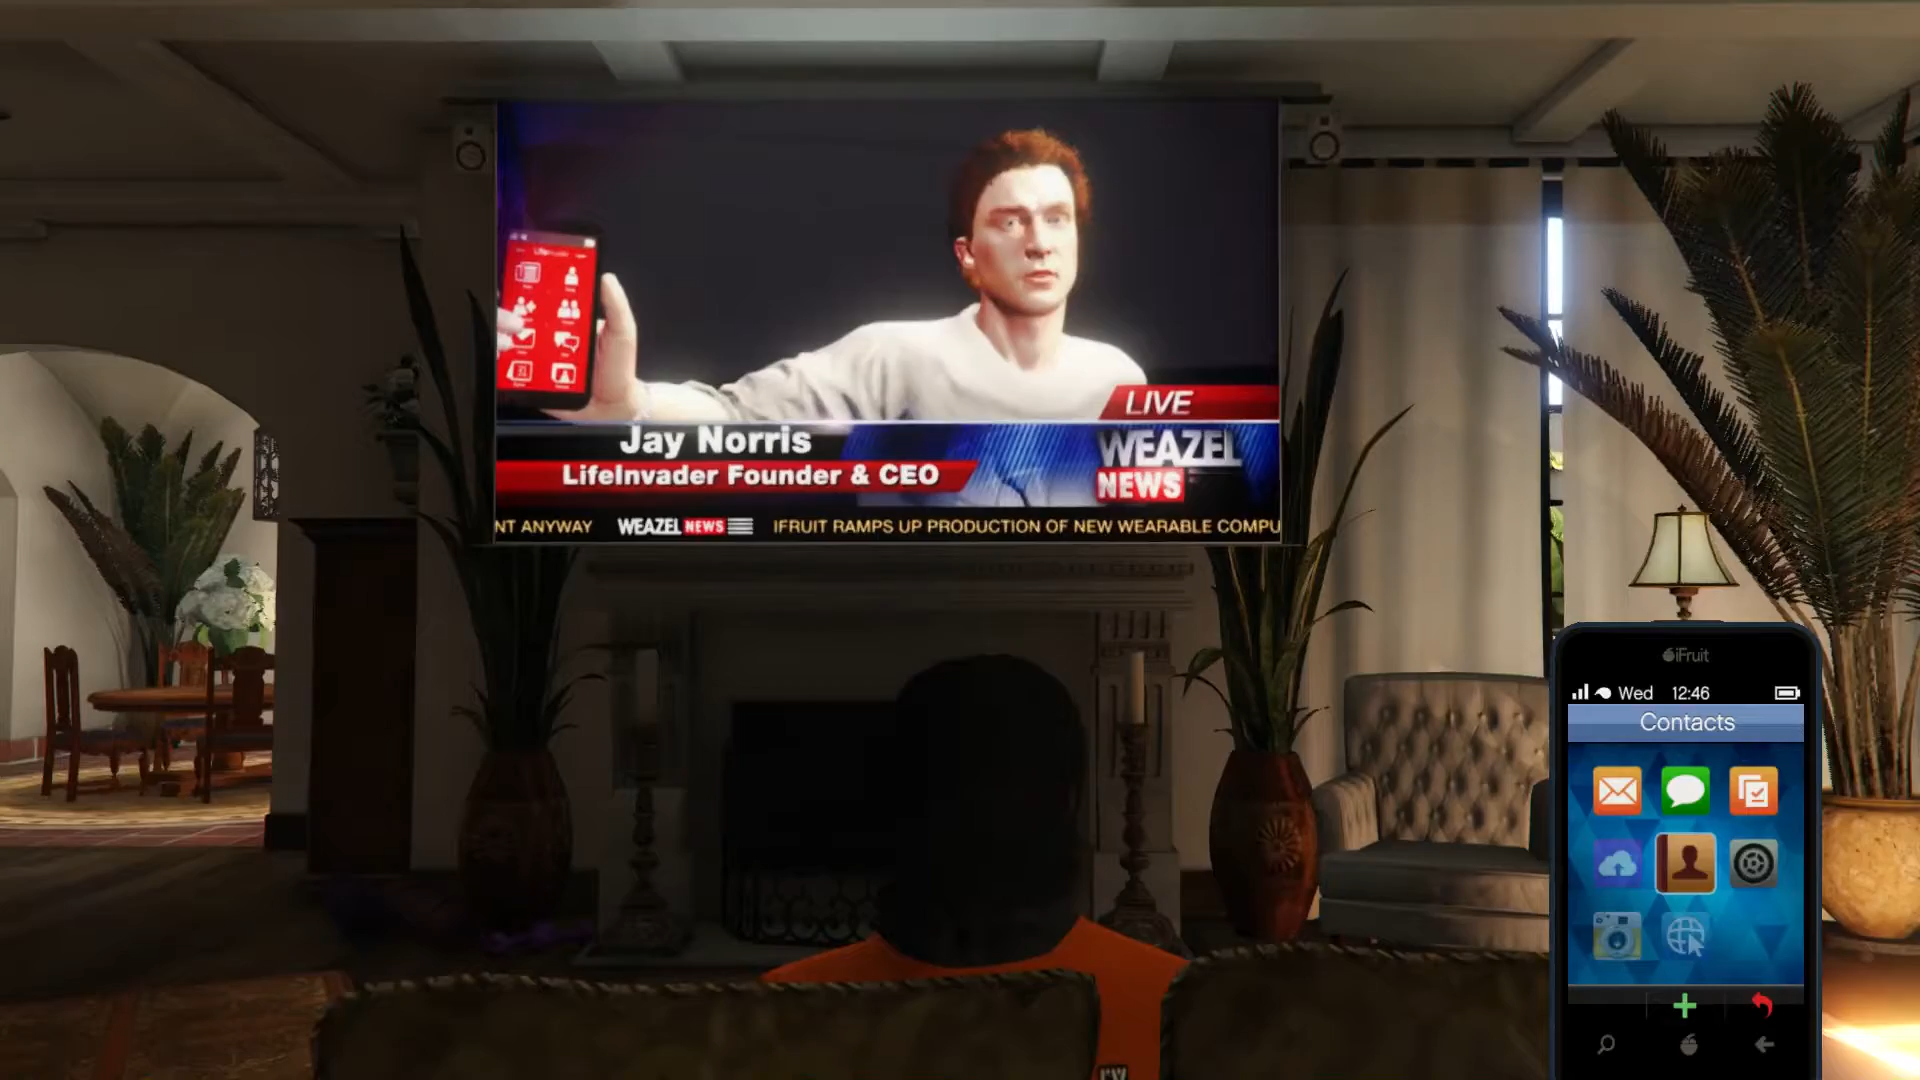 LIVE
Jay Norris
LifeInvader Founder & CEO
WEAZEL
NEWS
NT ANYWAY WEAZEL NEWS IFRUIT RAMPS UP PRODUCTION OF NEW WEARABLE COMPU
iFruit
Wed 12:46
Contacts